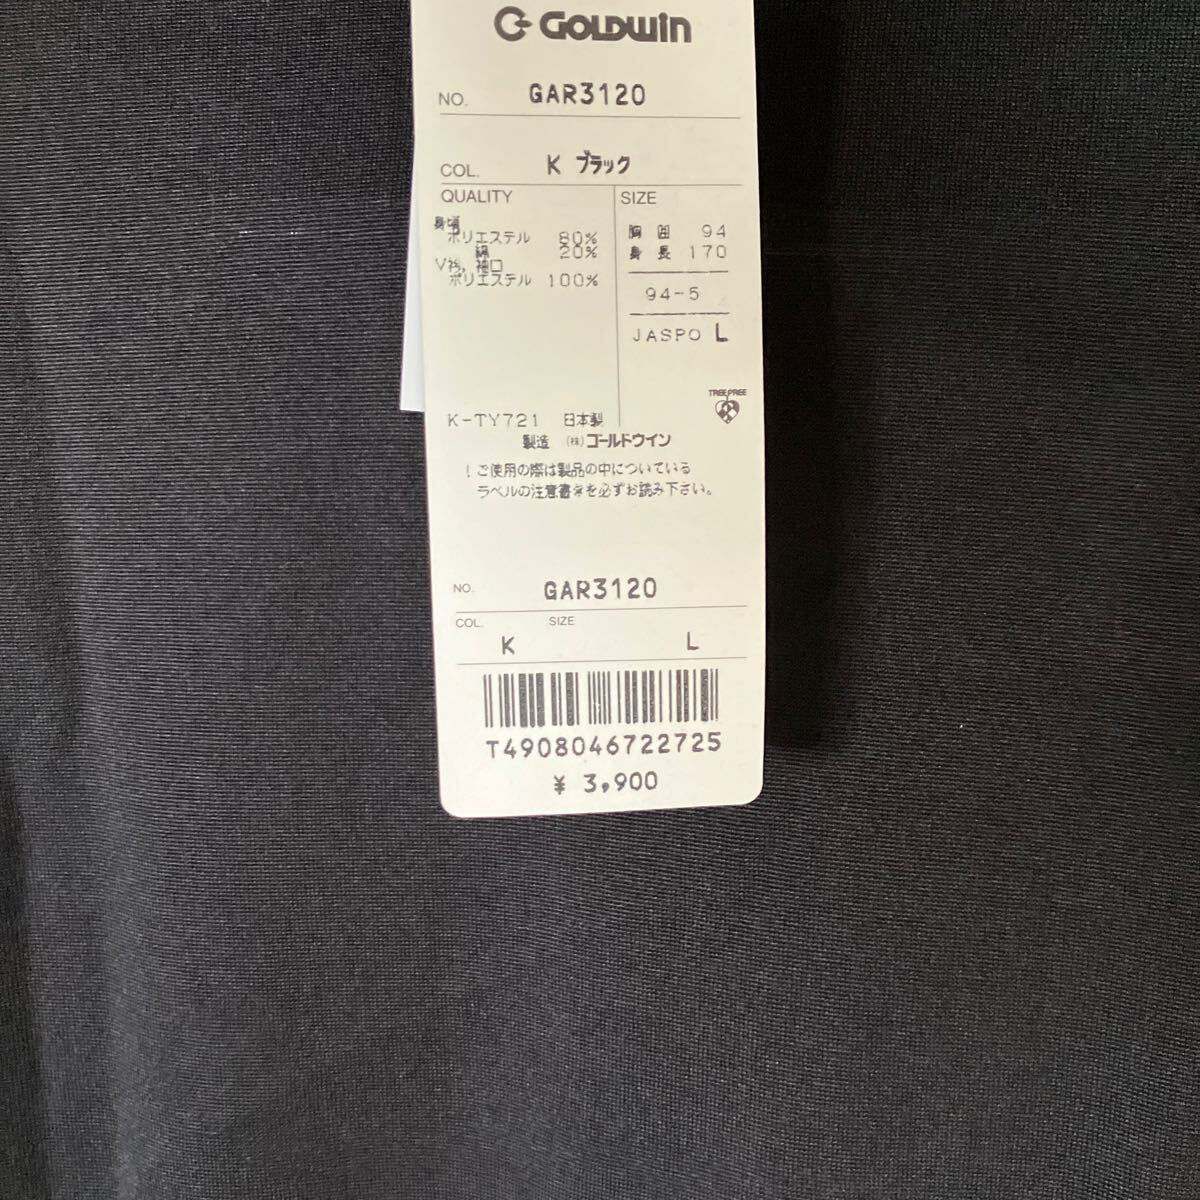 GOLDWIN
NO. GAR3120
COL. K ブラック
QUALITY
身頃
ポリエステル 80%
綿 20%
V衿, 袖口
ポリエステル 100%
SIZE
胸囲 94
身長 170
94-5
JASPO L
TREE FREE
K-TY721 日本製
製造 (株)ゴールドウイン
!ご使用の際は製品の中についている
ラベルの注意書きを必ずお読み下さい。
NO. GAR3120
COL. SIZE
K L
T4908046722725
¥ 3,900